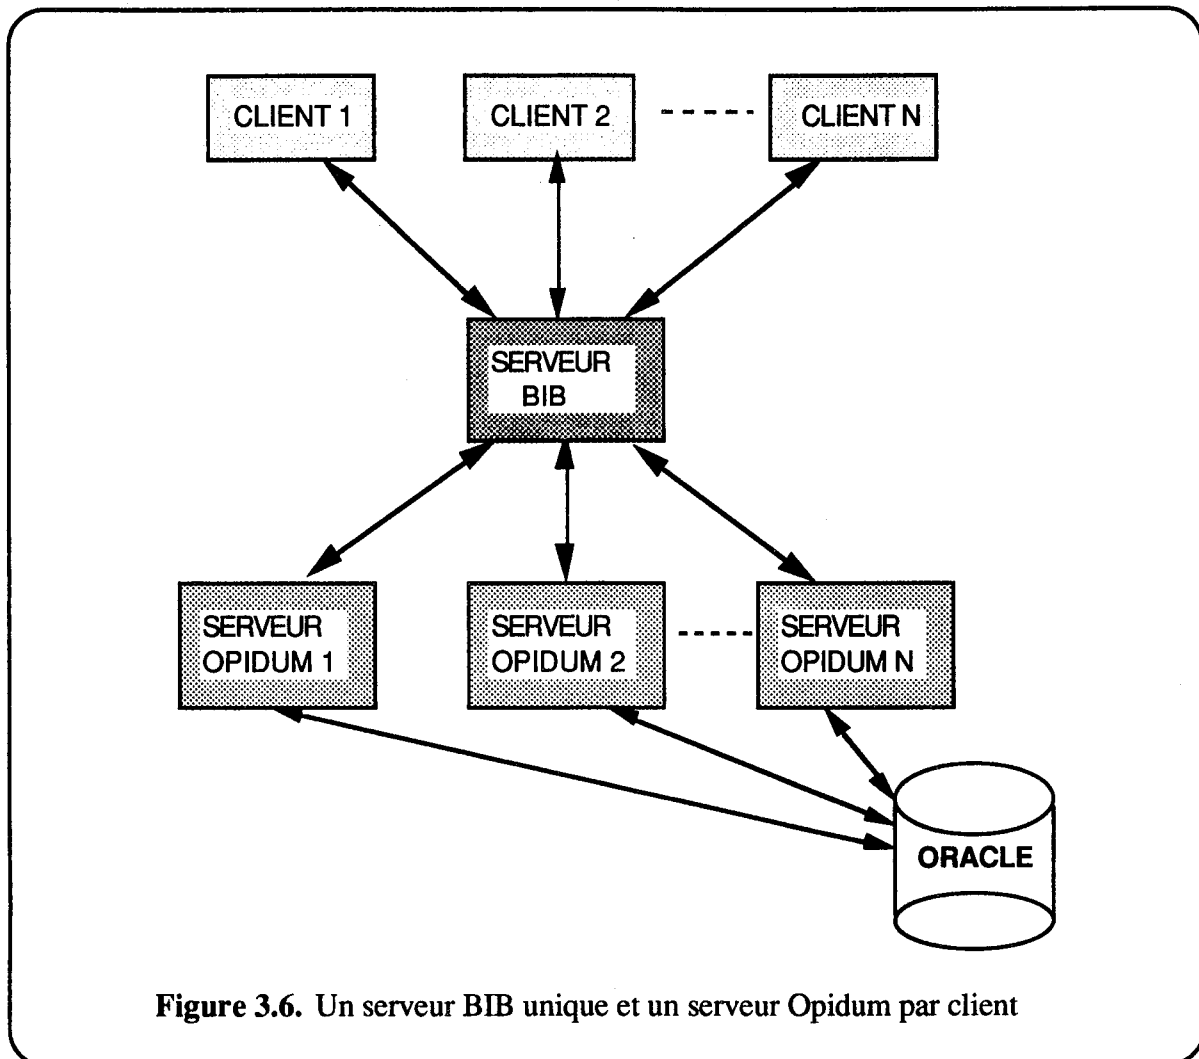 CLIENT 1
CLIENT 2
CLIENT N
SERVEUR
BIB
SERVEUR
OPIDUM 1
SERVEUR
OPIDUM 2
SERVEUR
OPIDUM N
ORACLE
Figure 3.6. Un serveur BIB unique et un serveur Opidum par client